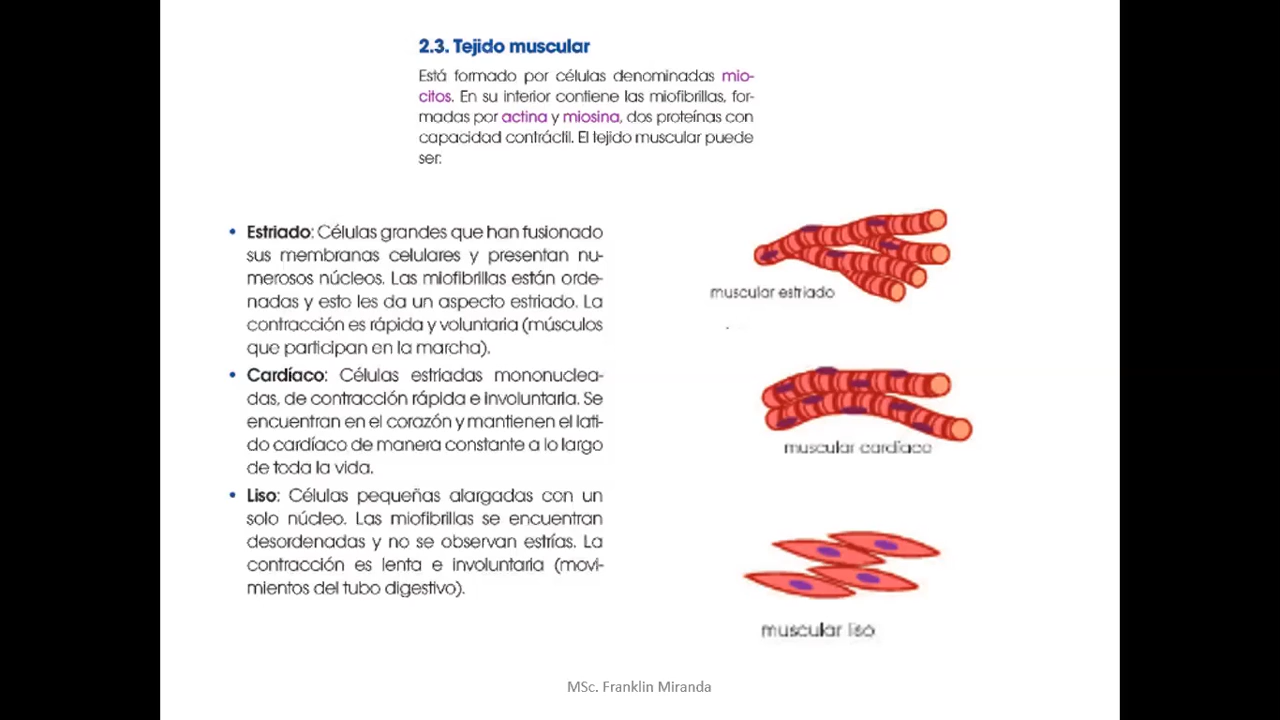 2.3. Tejido muscular
Está formado por células denominadas mio-
citos. En su interior contiene las miofibrillas, for-
madas por actina y miosina, dos proteínas con
capacidad contráctil. El tejido muscular puede
ser:
• Estriado: Células grandes que han fusionado
sus membranas celulares y presentan nu-
merosos núcleos. Las miofibrillas están orde-
nadas y esto les da un aspecto estriado. La
contracción es rápida y voluntaria (músculos
que participan en la marcha).
• Cardíaco: Células estriadas mononuclea-
das, de contracción rápida e involuntaria. Se
encuentran en el corazón y mantienen el lati-
do cardíaco de manera constante a lo largo
de toda la vida.
• Liso: Células pequeñas alargadas con un
solo núcleo. Las miofibrillas se encuentran
desordenadas y no se observan estrías. La
contracción es lenta e involuntaria (movi-
mientos del tubo digestivo).
muscular estriado
muscular cardíaco
muscular liso
MSc. Franklin Miranda